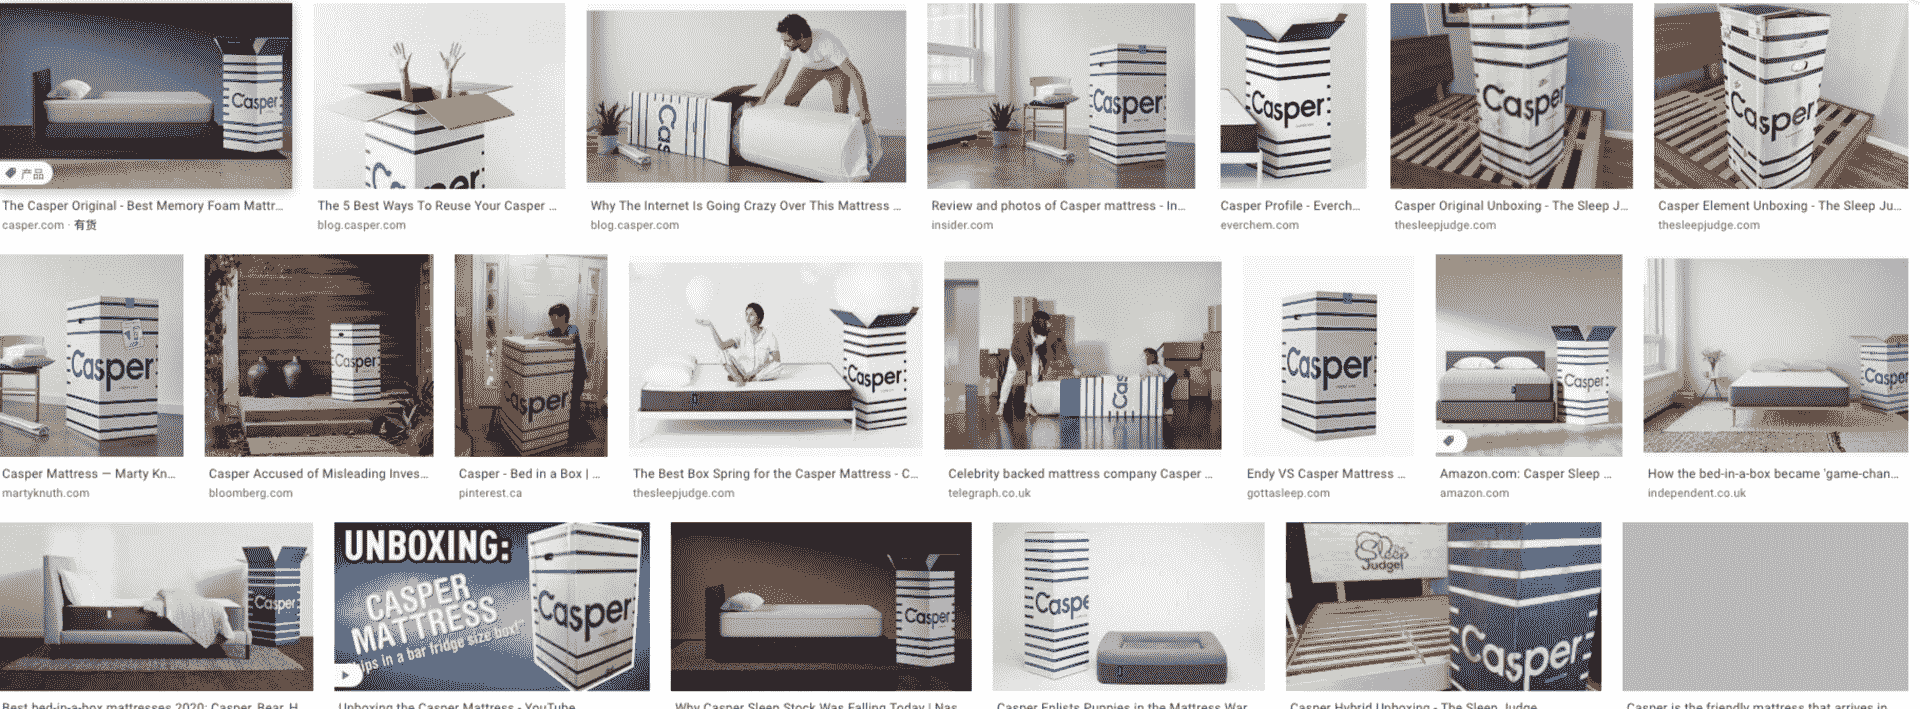 Casper
Casper
Cas
Casper
Casper
Casper
Casper
产品
The Casper Original - Best Memory Foam Mattr...
casper.com · 有货
The 5 Best Ways To Reuse Your Casper ...
blog.casper.com
Why The Internet Is Going Crazy Over This Mattress ...
blog.casper.com
Review and photos of Casper mattress - In...
insider.com
Casper Profile - Everch...
everchem.com
Casper Original Unboxing - The Sleep J...
thesleepjudge.com
Casper Element Unboxing - The Sleep Ju...
thesleepjudge.com
Casper
Casper
Casper
Casper
Cas
Casper
Casper
Casper
Casper Mattress — Marty Kn...
martyknuth.com
Casper Accused of Misleading Inves...
bloomberg.com
Casper - Bed in a Box | ...
pinterest.ca
The Best Box Spring for the Casper Mattress - C...
thesleepjudge.com
Celebrity backed mattress company Casper ...
telegraph.co.uk
Endy VS Casper Mattress ...
gottasleep.com
Amazon.com: Casper Sleep ...
amazon.com
How the bed-in-a-box became 'game-chan...
independent.co.uk
Casper
UNBOXING:
CASPER
MATTRESS
ips in a bar fridge size box!"
Casper
Casper
Caspe
Sleep
Judge!
Casper
Best bed-in-a-box mattresses 2020: Casper, Bear, H
Unboxing the Casper Mattress - YouTube
Why Casper Sleep Stock Was Falling Today | Nas
Casper Enlists Puppies in the Mattress War
Casper Hybrid Unboxing - The Sleep Judge
Casper is the friendly mattress that arrives in